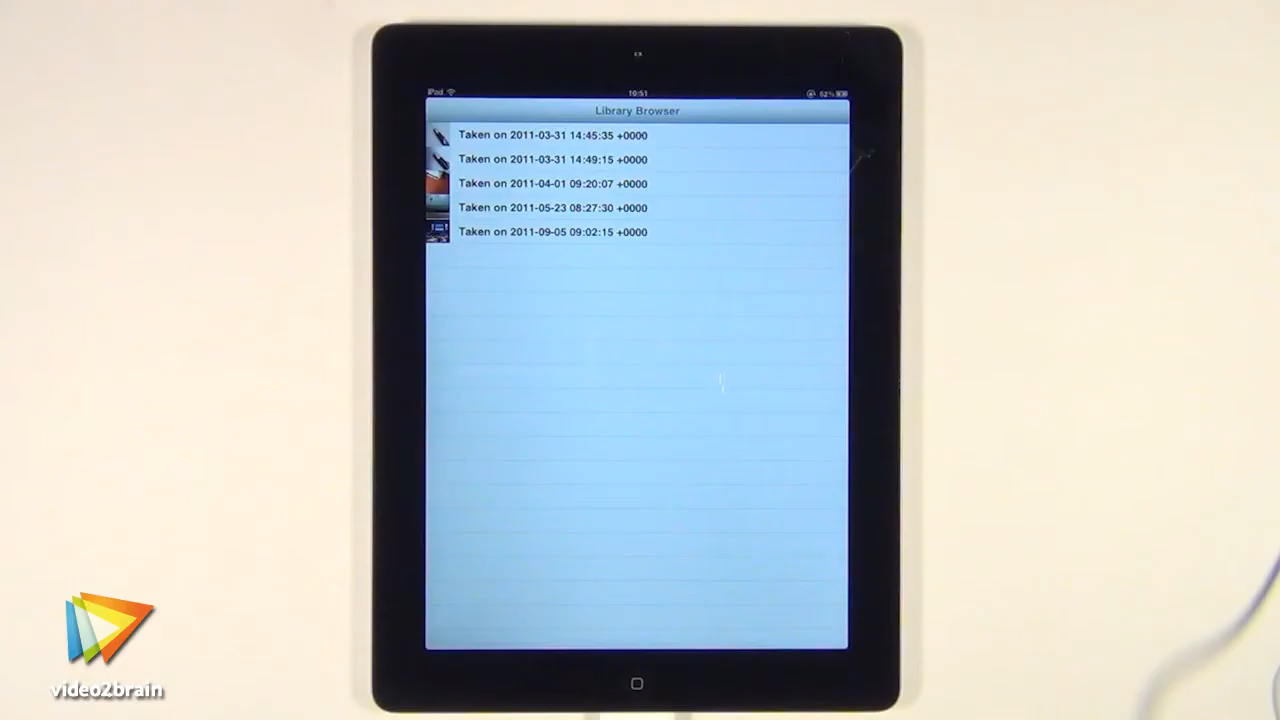 iPad 10:51 62%
Library Browser
Taken on 2011-03-31 14:45:35 +0000
Taken on 2011-03-31 14:49:15 +0000
Taken on 2011-04-01 09:20:07 +0000
Taken on 2011-05-23 08:27:30 +0000
Taken on 2011-09-05 09:02:15 +0000
video2brain